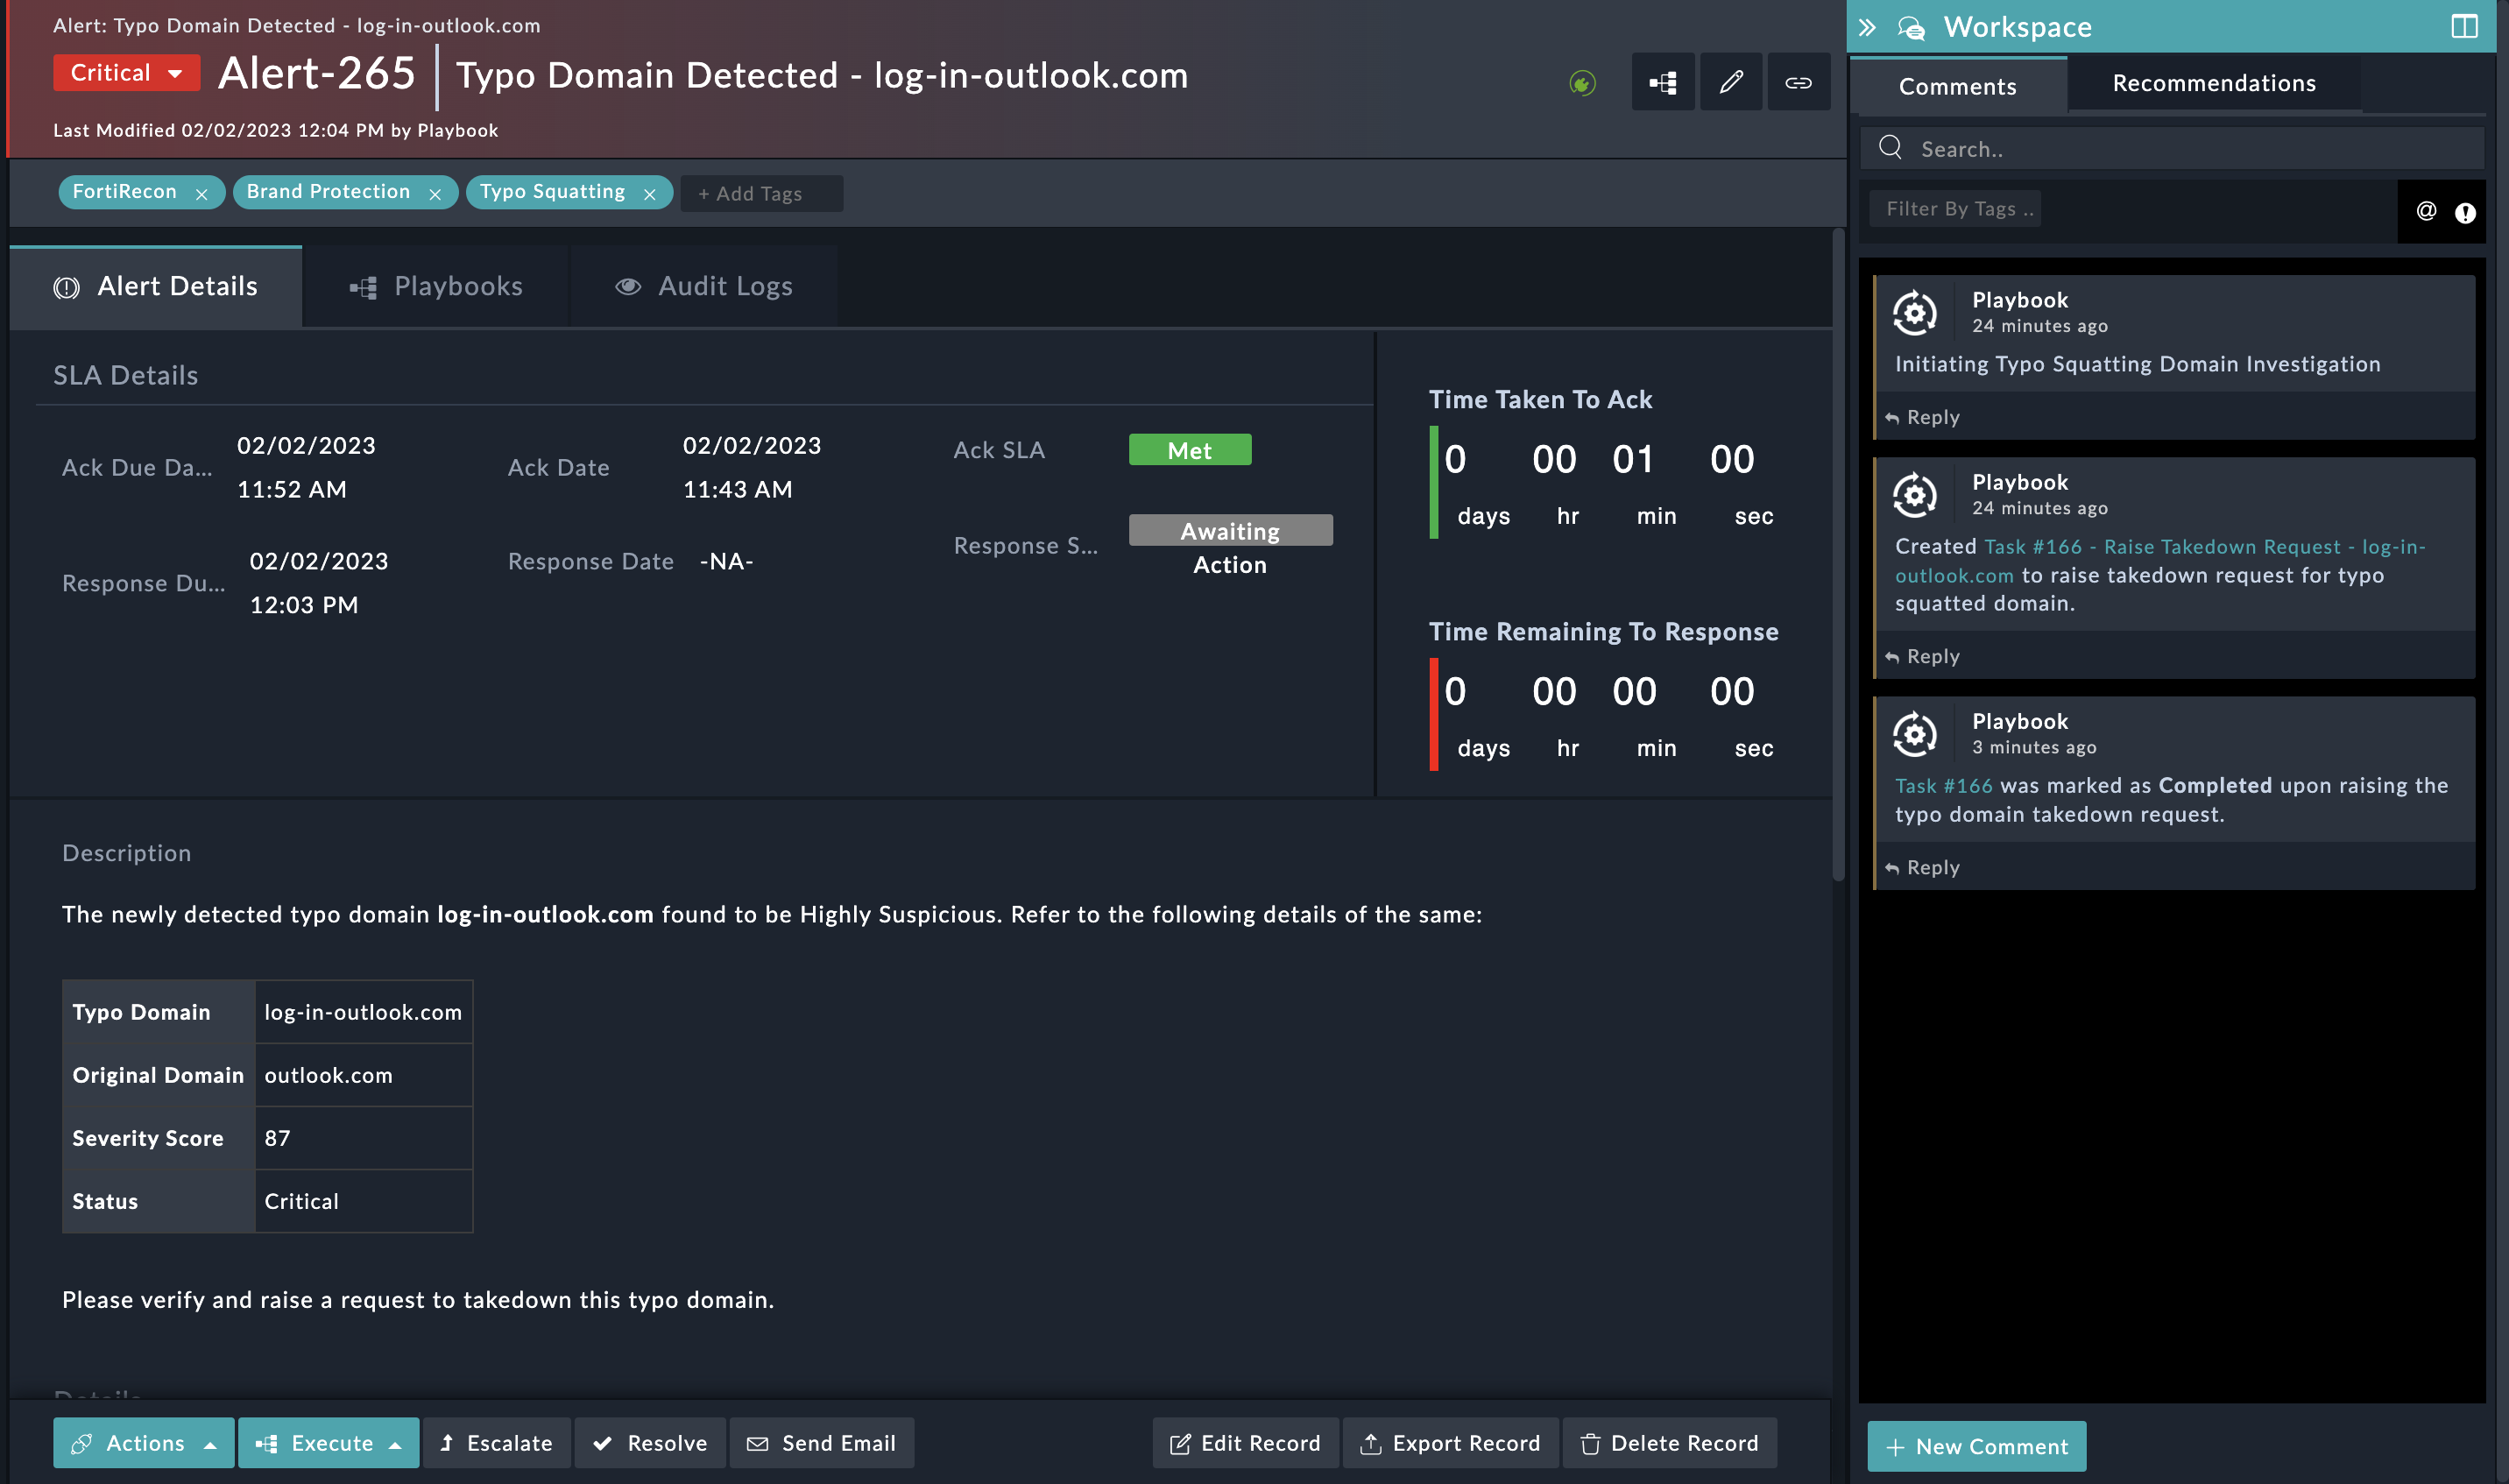 Alert: Typo Domain Detected - log-in-outlook.com
Critical
Alert-265
Typo Domain Detected - log-in-outlook.com
Last Modified 02/02/2023 12:04 PM by Playbook
FortiRecon
Brand Protection
Typo Squatting
+ Add Tags
Alert Details
Playbooks
Audit Logs
SLA Details
Ack Due Da...
02/02/2023
11:52 AM
Ack Date
02/02/2023
11:43 AM
Ack SLA
Met
Response Du...
02/02/2023
12:03 PM
Response Date
-NA-
Response S...
Awaiting
Action
Time Taken To Ack
0 00 01 00
days hr min sec
Time Remaining To Response
0 00 00 00
days hr min sec
Description
The newly detected typo domain log-in-outlook.com found to be Highly Suspicious. Refer to the following details of the same:
Typo Domain log-in-outlook.com
Original Domain outlook.com
Severity Score 87
Status Critical
Please verify and raise a request to takedown this typo domain.
Details
Actions
Execute
Escalate
Resolve
Send Email
Edit Record
Export Record
Delete Record
Workspace
Comments
Recommendations
Search..
Filter By Tags ..
@
Playbook
24 minutes ago
Initiating Typo Squatting Domain Investigation
Reply
Playbook
24 minutes ago
Created Task #166 - Raise Takedown Request - log-in-
outlook.com to raise takedown request for typo
squatted domain.
Reply
Playbook
3 minutes ago
Task #166 was marked as Completed upon raising the
typo domain takedown request.
Reply
+ New Comment